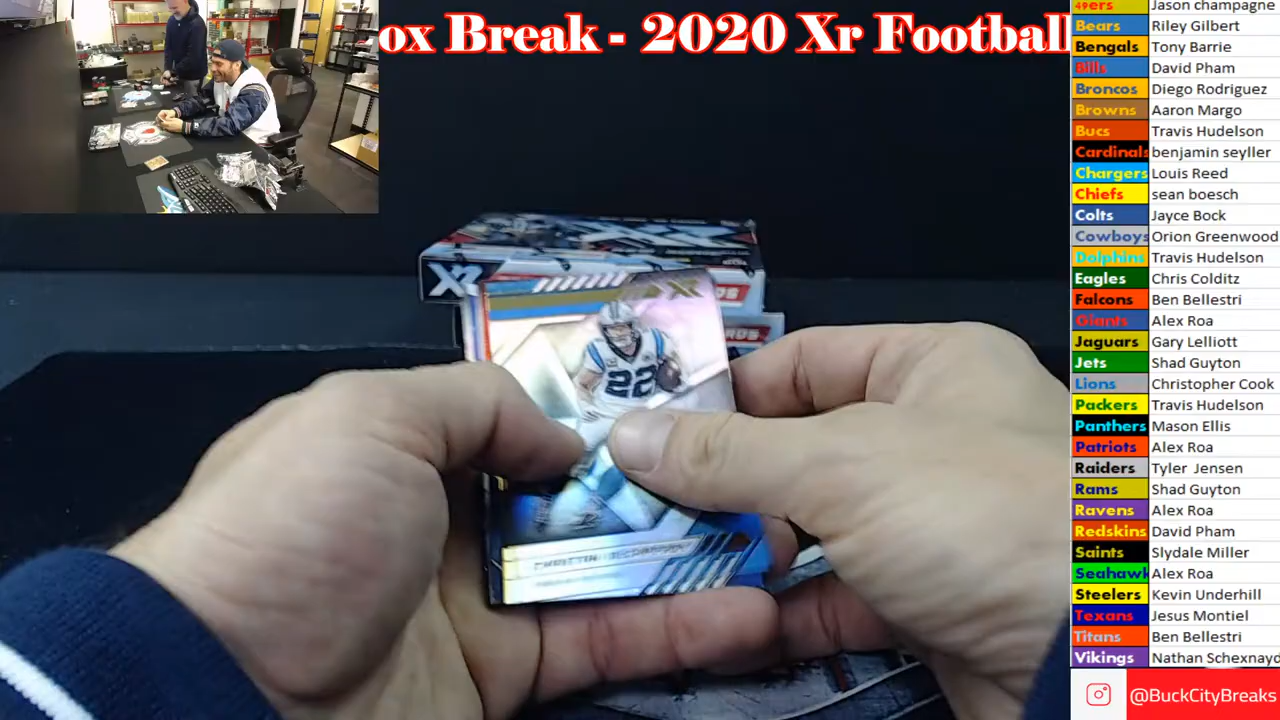 ox Break - 2020 Xr Football
49ers Jason champagne
Bears Riley Gilbert
Bengals Tony Barrie
Bills David Pham
Broncos Diego Rodriguez
Browns Aaron Margo
Bucs Travis Hudelson
Cardinals benjamin seyller
Chargers Louis Reed
Chiefs sean boesch
Colts Jayce Bock
Cowboys Orion Greenwood
Dolphins Travis Hudelson
Eagles Chris Colditz
Falcons Ben Bellestri
Giants Alex Roa
Jaguars Gary Lelliott
Jets Shad Guyton
Lions Christopher Cook
Packers Travis Hudelson
Panthers Mason Ellis
Patriots Alex Roa
Raiders Tyler Jensen
Rams Shad Guyton
Ravens Alex Roa
Redskins David Pham
Saints Slydale Miller
Seahawk Alex Roa
Steelers Kevin Underhill
Texans Jesus Montiel
Titans Ben Bellestri
Vikings Nathan Schexnayd
@BuckCityBreaks
XR
22